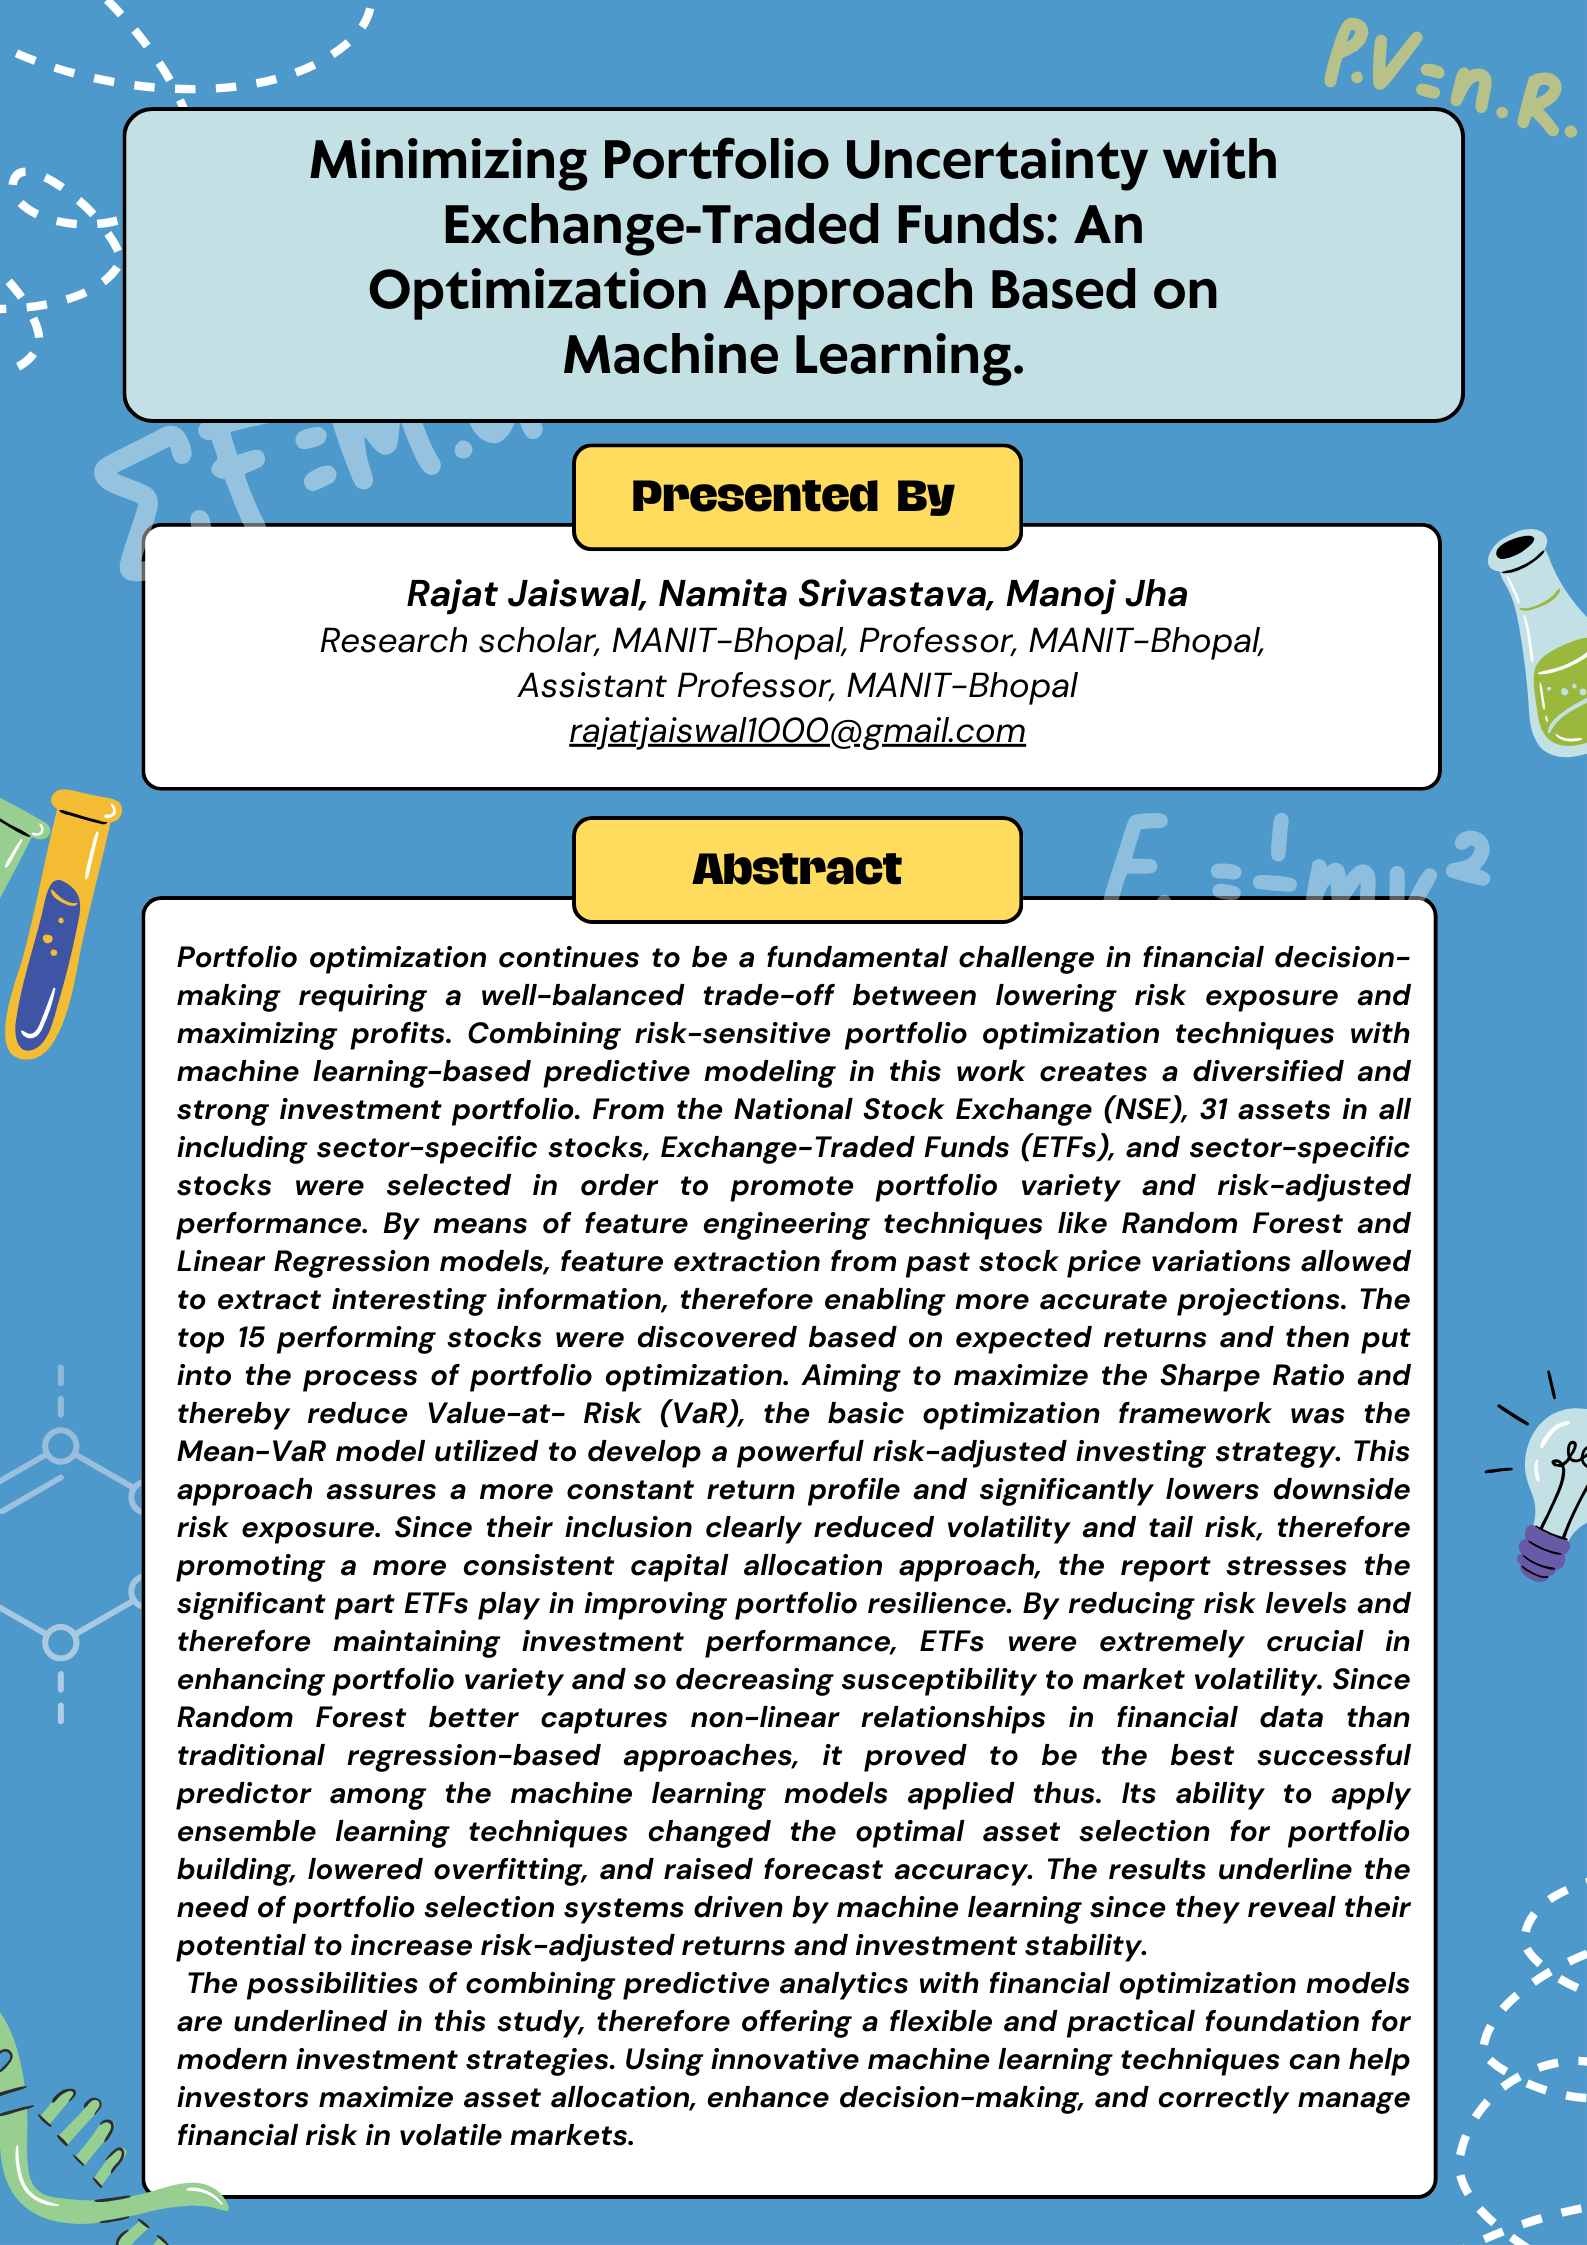 P.V=n.R.
Minimizing Portfolio Uncertainty with
Exchange-Traded Funds: An
Optimization Approach Based on
Machine Learning.
Σ.F=M.a
Presented By
Rajat Jaiswal, Namita Srivastava, Manoj Jha
Research scholar, MANIT-Bhopal, Professor, MANIT-Bhopal,
Assistant Professor, MANIT-Bhopal
rajatjaiswal1000@gmail.com
Abstract
Portfolio optimization continues to be a fundamental challenge in financial decision-
making requiring a well-balanced trade-off between lowering risk exposure and
maximizing profits. Combining risk-sensitive portfolio optimization techniques with
machine learning-based predictive modeling in this work creates a diversified and
strong investment portfolio. From the National Stock Exchange (NSE), 31 assets in all
including sector-specific stocks, Exchange-Traded Funds (ETFs), and sector-specific
stocks were selected in order to promote portfolio variety and risk-adjusted
performance. By means of feature engineering techniques like Random Forest and
Linear Regression models, feature extraction from past stock price variations allowed
to extract interesting information, therefore enabling more accurate projections. The
top 15 performing stocks were discovered based on expected returns and then put
into the process of portfolio optimization. Aiming to maximize the Sharpe Ratio and
thereby reduce Value-at- Risk (VaR), the basic optimization framework was the
Mean-VaR model utilized to develop a powerful risk-adjusted investing strategy. This
approach assures a more constant return profile and significantly lowers downside
risk exposure. Since their inclusion clearly reduced volatility and tail risk, therefore
promoting a more consistent capital allocation approach, the report stresses the
significant part ETFs play in improving portfolio resilience. By reducing risk levels and
therefore maintaining investment performance, ETFs were extremely crucial in
enhancing portfolio variety and so decreasing susceptibility to market volatility. Since
Random Forest better captures non-linear relationships in financial data than
traditional regression-based approaches, it proved to be the best successful
predictor among the machine learning models applied thus. Its ability to apply
ensemble learning techniques changed the optimal asset selection for portfolio
building, lowered overfitting, and raised forecast accuracy. The results underline the
need of portfolio selection systems driven by machine learning since they reveal their
potential to increase risk-adjusted returns and investment stability.
The possibilities of combining predictive analytics with financial optimization models
are underlined in this study, therefore offering a flexible and practical foundation for
modern investment strategies. Using innovative machine learning techniques can help
investors maximize asset allocation, enhance decision-making, and correctly manage
financial risk in volatile markets.